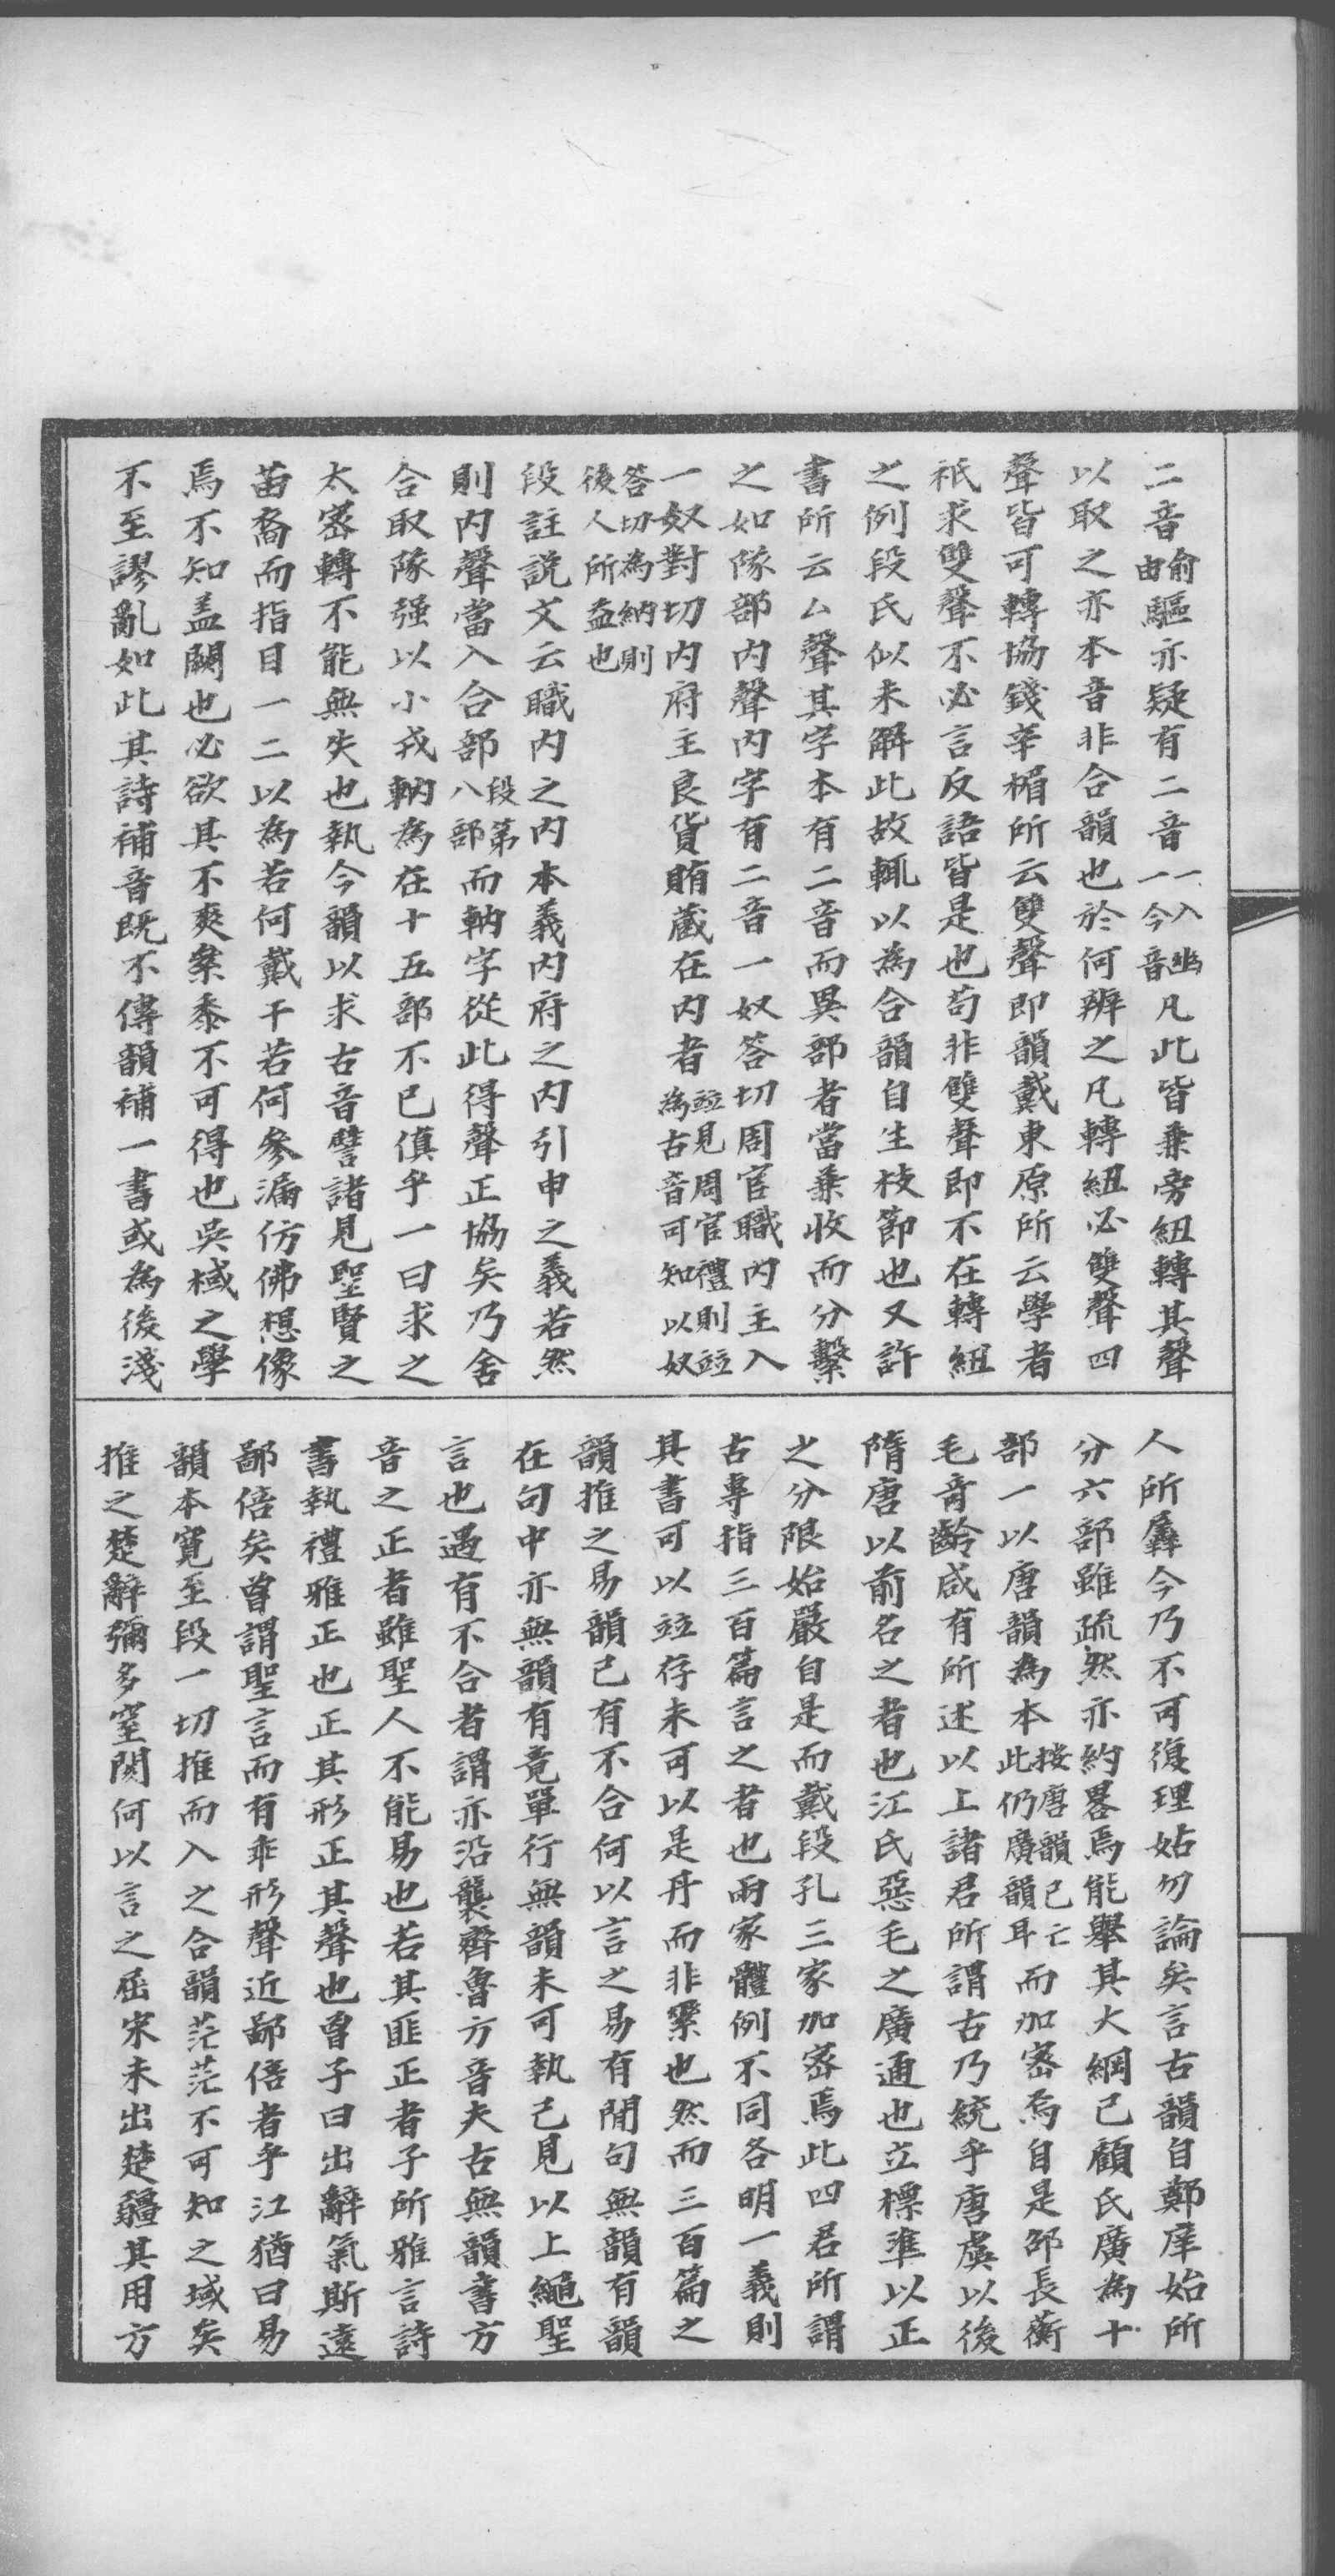 二音俞由驅亦疑有二音一入幽一今音凡此皆兼旁紐轉其聲
以取之亦本音非合韻也於何辨之凡轉紐必雙聲四
聲皆可轉協錢辛楣所云雙聲即韻戴東原所云學者
祇求雙聲不必言反語皆是也苟非雙聲即不在轉紐
之例段氏似未解此故輒以為合韻自生枝節也又許
書所云厶聲其字本有二音而異部者當兼收而分繫
之如隊部內聲內字有二音一奴答切周官職內主入
一奴對切內府主良貨賄藏在內者竝見周官禮則竝為古音可知以奴
答切為納則後人所益也
段註說文云職內之內本義內府之內引申之義若然
則內聲當入合部段第八部而軜字從此得聲正協矣乃舍
合取隊强以小戎軜為在十五部不已傎乎一曰求之
太密轉不能無失也執今韻以求古音譬諸見聖賢之
苗裔而指目一二以為若何戴干若何參漏仿佛想像
焉不知盖闕也必欲其不爽絫黍不可得也吳棫之學
不至謬亂如此其詩補音既不傳韻補一書或為後淺
人所羼今乃不可復理姑勿論矣言古韻自鄭庠始所
分六部雖疏然亦約畧焉能舉其大綱已顧氏廣為十
部一以唐韻為本按唐韻已亡此仍廣韻耳而加密焉自是邵長蘅
毛奇齡咸有所述以上諸君所謂古乃統乎唐虞以後
隋唐以前名之者也江氏惡毛之廣通也立標準以正
之分限始嚴自是而戴段孔三家加密焉此四君所謂
古專指三百篇言之者也兩家體例不同各明一義則
其書可以竝存未可以是丹而非綦也然而三百篇之
韻推之易韻已有不合何以言之易有閒句無韻有韻
在句中亦無韻有竟單行無韻未可執己見以上繩聖
言也遇有不合者謂亦沿襲齊魯方音夫古無韻書方
音之正者雖聖人不能易也若其匪正者子所雅言詩
書執禮雅正也正其形正其聲也曾子曰出辭氣斯遠
鄙倍矣曾謂聖言而有乖形聲近鄙倍者乎江猶曰易
韻本寬至段一切推而入之合韻茫茫不可知之域矣
推之楚辭彌多窒閡何以言之屈宋未出楚疆其用方